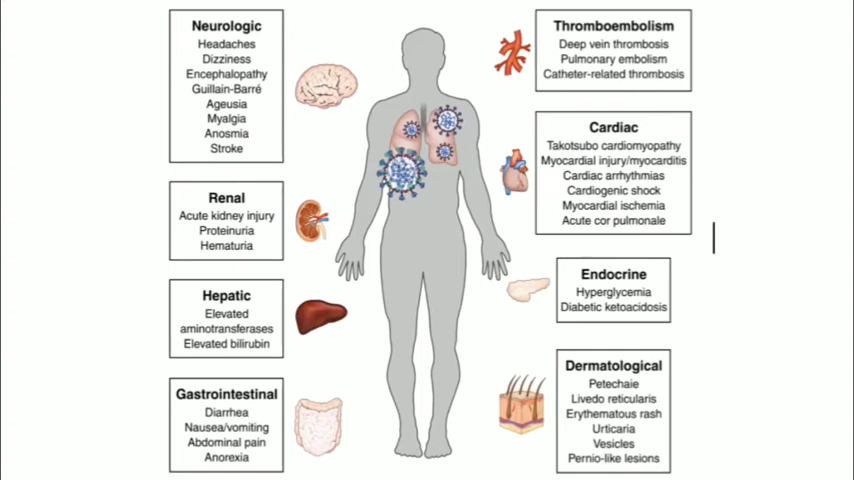 Neurologic
Headaches
Dizziness
Encephalopathy
Guillain-Barré
Ageusia
Myalgia
Anosmia
Stroke
Renal
Acute kidney injury
Proteinuria
Hematuria
Hepatic
Elevated
aminotransferases
Elevated bilirubin
Gastrointestinal
Diarrhea
Nausea/vomiting
Abdominal pain
Anorexia
Thromboembolism
Deep vein thrombosis
Pulmonary embolism
Catheter-related thrombosis
Cardiac
Takotsubo cardiomyopathy
Myocardial injury/myocarditis
Cardiac arrhythmias
Cardiogenic shock
Myocardial ischemia
Acute cor pulmonale
Endocrine
Hyperglycemia
Diabetic ketoacidosis
Dermatological
Petechaie
Livedo reticularis
Erythematous rash
Urticaria
Vesicles
Pernio-like lesions